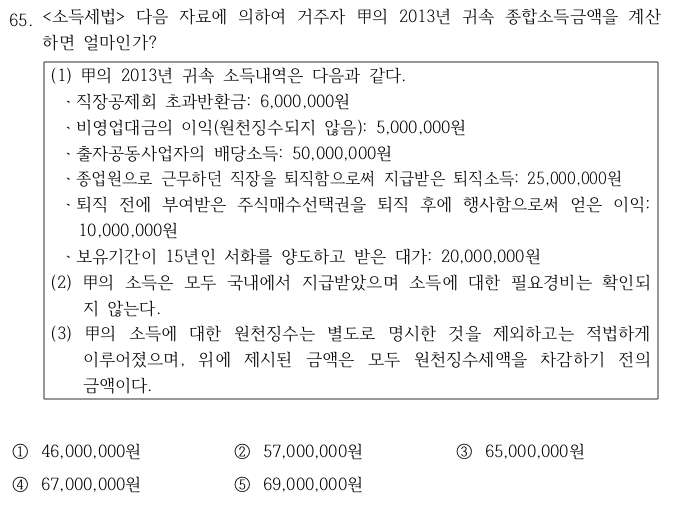 65. <소득세법> 다음 자료에 의하여 거주자 甲의 2013년 귀속 종합소득금액을 계산
하면 얼마인가?
(1) 甲의 2013년 귀속 소득내역은 다음과 같다.
ㆍ직장공제회 초과반환금: 6,000,000원
ㆍ비영업대금의 이익(원천징수되지 않음): 5,000,000원
ㆍ출자공동사업자의 배당소득: 50,000,000원
ㆍ종업원으로 근무하던 직장을 퇴직함으로써 지급받은 퇴직소득: 25,000,000원
ㆍ퇴직 전에 부여받은 주식매수선택권을 퇴직 후에 행사함으로써 얻은 이익:
10,000,000원
ㆍ보유기간이 15년인 서화를 양도하고 받은 대가: 20,000,000원
(2) 甲의 소득은 모두 국내에서 지급받았으며 소득에 대한 필요경비는 확인되
지 않는다.
(3) 甲의 소득에 대한 원천징수는 별도로 명시한 것을 제외하고는 적법하게
이루어졌으며, 위에 제시된 금액은 모두 원천징수세액을 차감하기 전의
금액이다.
① 46,000,000원 ② 57,000,000원 ③ 65,000,000원
④ 67,000,000원 ⑤ 69,000,000원